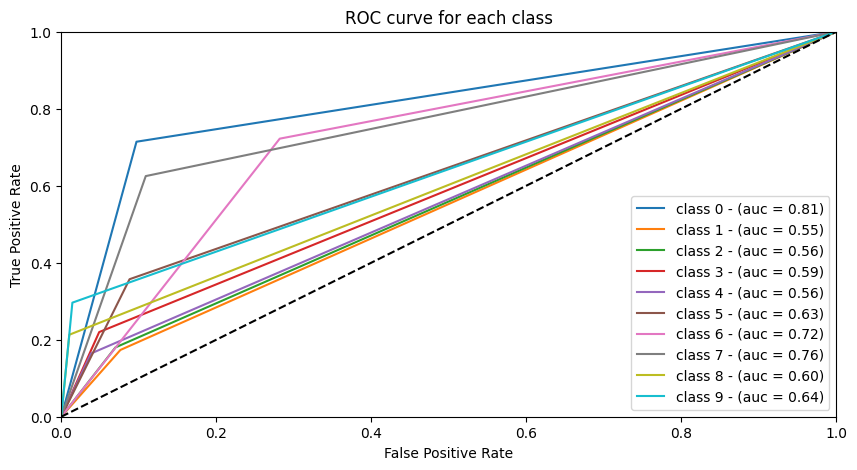 ROC curve for each class
1.0
0.8
0.6
0.4
0.2
0.0
True Positive Rate
class 0 - (auc = 0.81)
class 1 - (auc = 0.55)
class 2 - (auc = 0.56)
class 3 - (auc = 0.59)
class 4 - (auc = 0.56)
class 5 - (auc = 0.63)
class 6 - (auc = 0.72)
class 7 - (auc = 0.76)
class 8 - (auc = 0.60)
class 9 - (auc = 0.64)
0.0 0.2 0.4 0.6 0.8 1.0
False Positive Rate